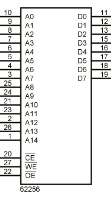 10 A0 D0 11
9 A1 D1 12
8 A2 D2 13
7 A3 D3 15
6 A4 D4 16
5 A5 D5 17
4 A6 D6 18
3 A7 D7 19
25 A8
24 A9
21 A10
23 A11
2 A12
26 A13
1 A14
20 CE
27 WE
22 OE
62256